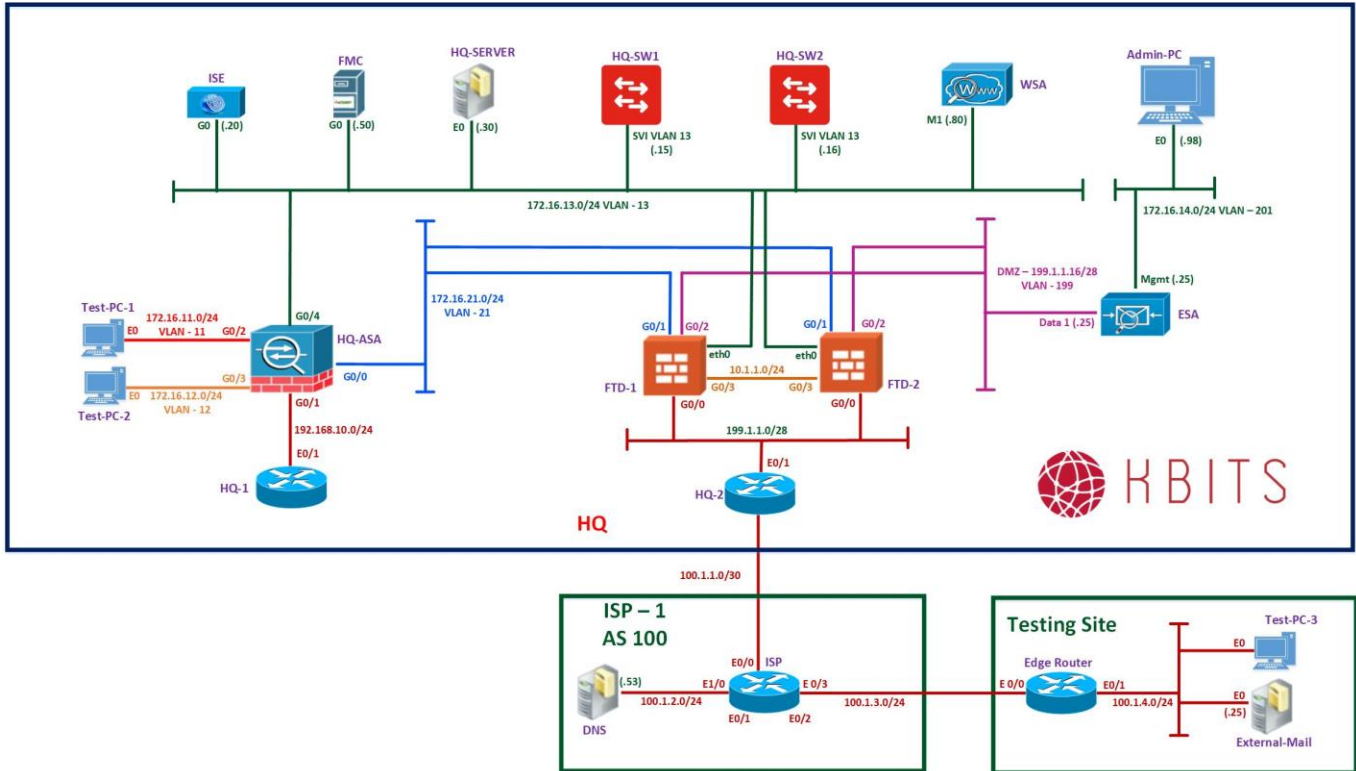 ISE
G0 (.20)
FMC
G0 (.50)
HQ-SERVER
E0 (.30)
HQ-SW1
SVI VLAN 13
(.15)
HQ-SW2
SVI VLAN 13
(.16)
WWW
WSA
M1 (.80)
Admin-PC
E0 (.98)
172.16.13.0/24 VLAN - 13
172.16.14.0/24 VLAN – 201
Test-PC-1
E0
172.16.11.0/24
VLAN - 11
G0/2
G0/4
HQ-ASA
G0/0
Test-PC-2
E0
G0/3
172.16.12.0/24
VLAN - 12
G0/1
192.168.10.0/24
E0/1
HQ-1
172.16.21.0/24
VLAN - 21
G0/1
G0/2
eth0
FTD-1
G0/3
G0/0
10.1.1.0/24
G0/1
G0/2
eth0
G0/3
FTD-2
G0/0
DMZ – 199.1.1.16/28
VLAN - 199
Mgmt (.25)
Data 1 (.25)
ESA
199.1.1.0/28
E0/1
HQ-2
HQ
KBITS
100.1.1.0/30
ISP – 1
AS 100
E0/0
ISP
(.53)
DNS
E1/0
100.1.2.0/24
E0/1
E0/2
E 0/3
100.1.3.0/24
Testing Site
Edge Router
E 0/0
E0/1
100.1.4.0/24
Test-PC-3
E0
E0
(.25)
External-Mail